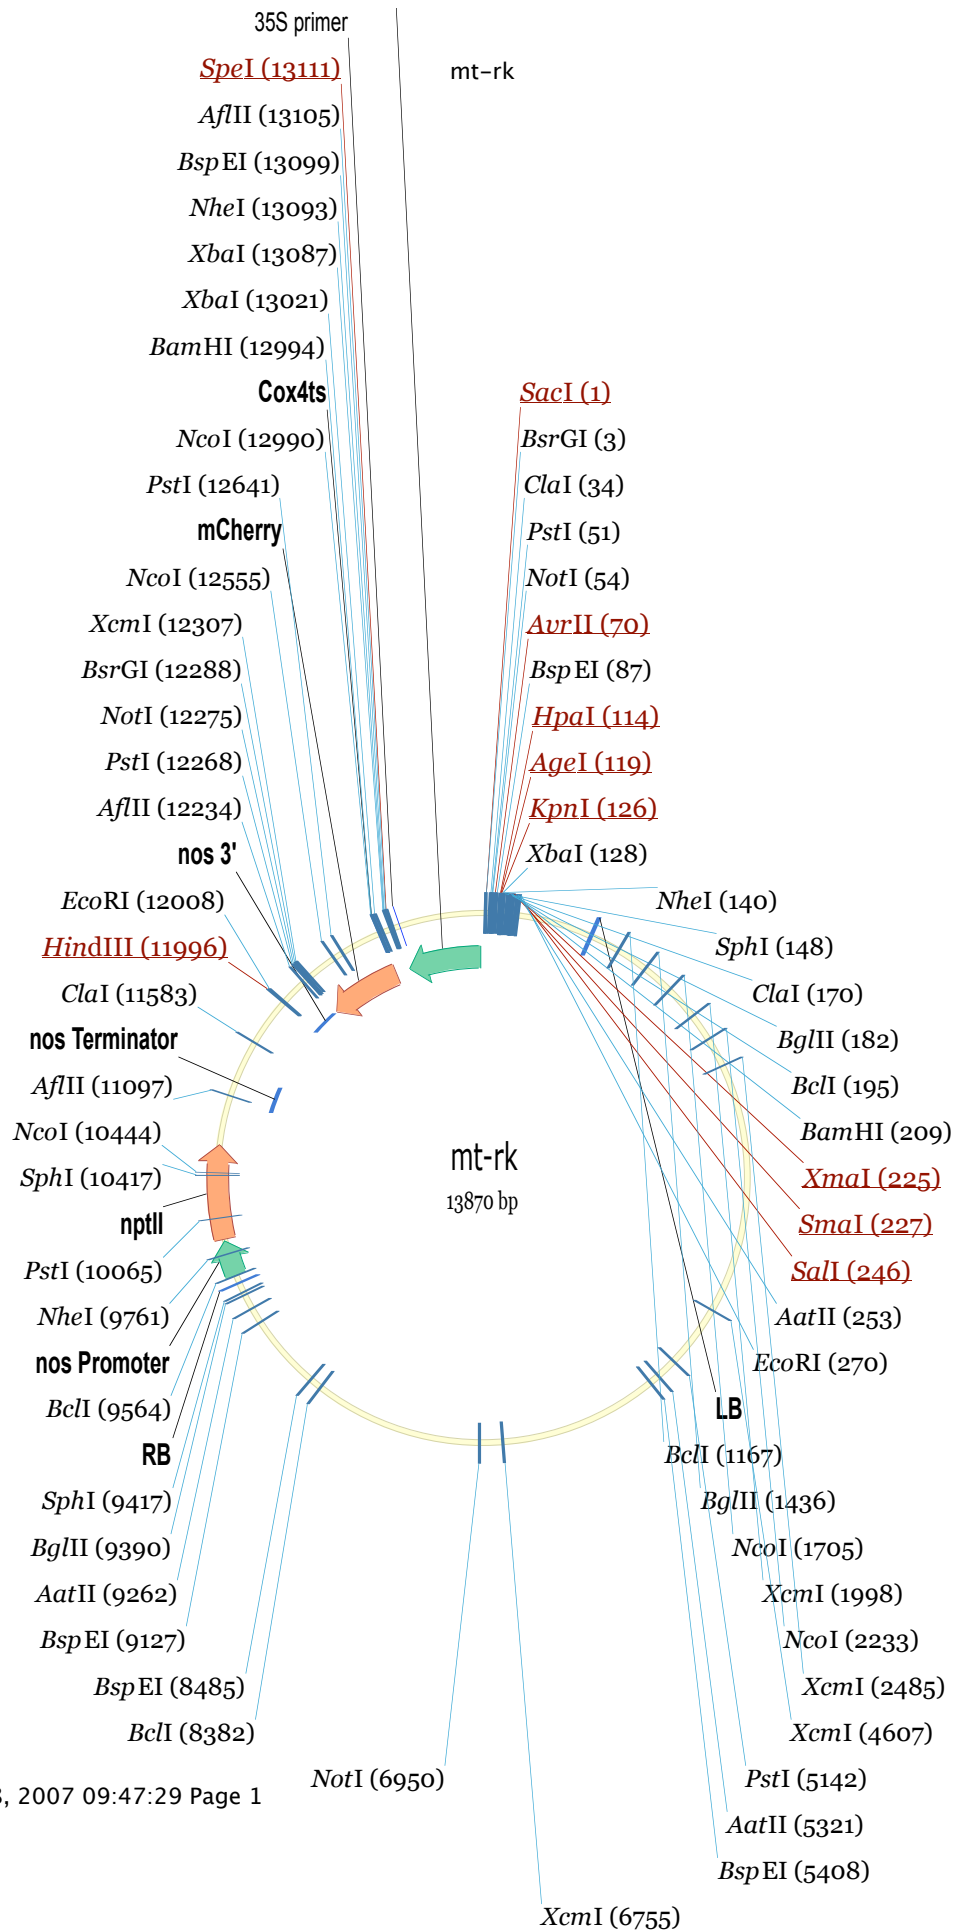 35S primer
SpeI (13111)
mt-rk
AflII (13105)
BspEI (13099)
NheI (13093)
XbaI (13087)
XbaI (13021)
BamHI (12994)
Cox4ts
NcoI (12990)
PstI (12641)
mCherry
NcoI (12555)
XcmI (12307)
BsrGI (12288)
NotI (12275)
PstI (12268)
AflII (12234)
nos 3'
EcoRI (12008)
HindIII (11996)
ClaI (11583)
nos Terminator
AflII (11097)
NcoI (10444)
SphI (10417)
nptII
PstI (10065)
NheI (9761)
nos Promoter
BclI (9564)
RB
SphI (9417)
BglII (9390)
AatII (9262)
BspEI (9127)
BspEI (8485)
BclI (8382)
NotI (6950)
SacI (1)
BsrGI (3)
ClaI (34)
PstI (51)
NotI (54)
AvrII (70)
BspEI (87)
HpaI (114)
AgeI (119)
KpnI (126)
XbaI (128)
NheI (140)
SphI (148)
ClaI (170)
BglII (182)
BclI (195)
BamHI (209)
XmaI (225)
SmaI (227)
SalI (246)
AatII (253)
EcoRI (270)
LB
BclI (1167)
BglII (1436)
NcoI (1705)
XcmI (1998)
NcoI (2233)
XcmI (2485)
XcmI (4607)
PstI (5142)
AatII (5321)
BspEI (5408)
XcmI (6755)
mt-rk
13870 bp
, 2007 09:47:29 Page 1